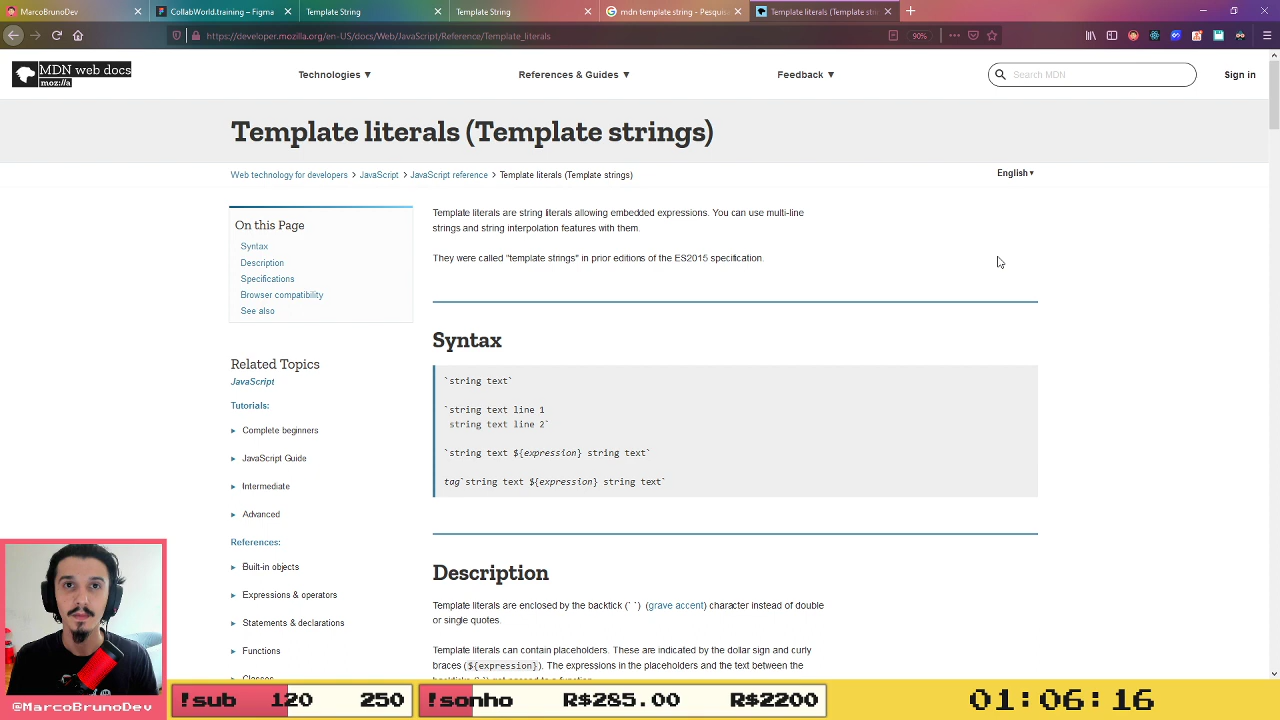 MarcoBrunoDev
CollabWorld.training – Figma
Template String
Template String
mdn template string - Pesquis
Template literals (Template stri
https://developer.mozilla.org/en-US/docs/Web/JavaScript/Reference/Template_literals
90%
MDN web docs
moz://a
Technologies ▼
References & Guides ▼
Feedback ▼
Search MDN
Sign in
Template literals (Template strings)
Web technology for developers > JavaScript > JavaScript reference > Template literals (Template strings)
English ▾
On this Page
Syntax
Description
Specifications
Browser compatibility
See also
Related Topics
JavaScript
Tutorials:
Complete beginners
JavaScript Guide
Intermediate
Advanced
References:
Built-in objects
Expressions & operators
Statements & declarations
Functions
Classes
Template literals are string literals allowing embedded expressions. You can use multi-line
strings and string interpolation features with them.
They were called "template strings" in prior editions of the ES2015 specification.
Syntax
`string text`
`string text line 1
string text line 2`
`string text ${expression} string text`
tag`string text ${expression} string text`
Description
Template literals are enclosed by the backtick (` `) (grave accent) character instead of double
or single quotes.
Template literals can contain placeholders. These are indicated by the dollar sign and curly
braces (${expression}). The expressions in the placeholders and the text between the
@MarcoBrunoDev
!sub 120 250
!sonho R$285.00 R$2200
01:06:16